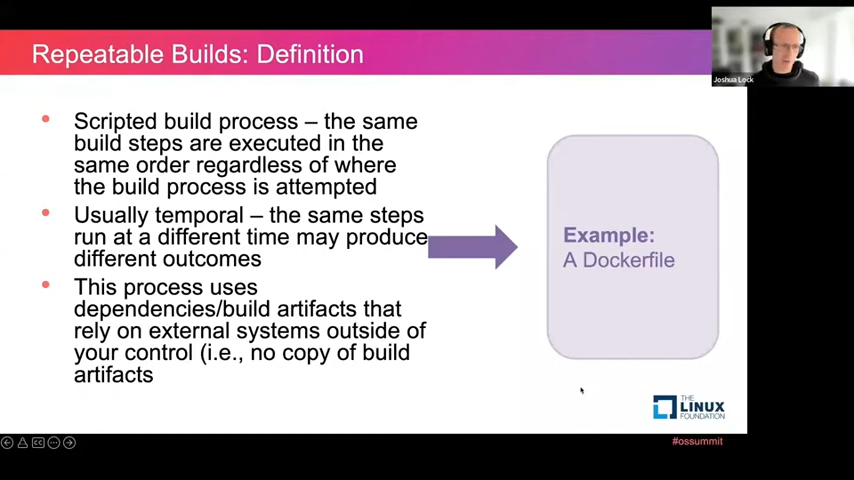 Repeatable Builds: Definition
Joshua Lock
Scripted build process – the same
build steps are executed in the
same order regardless of where
the build process is attempted
Usually temporal – the same steps
run at a different time may produce
different outcomes
This process uses
dependencies/build artifacts that
rely on external systems outside of
your control (i.e., no copy of build
artifacts
Example:
A Dockerfile
THE
LINUX
FOUNDATION
#ossummit
CC